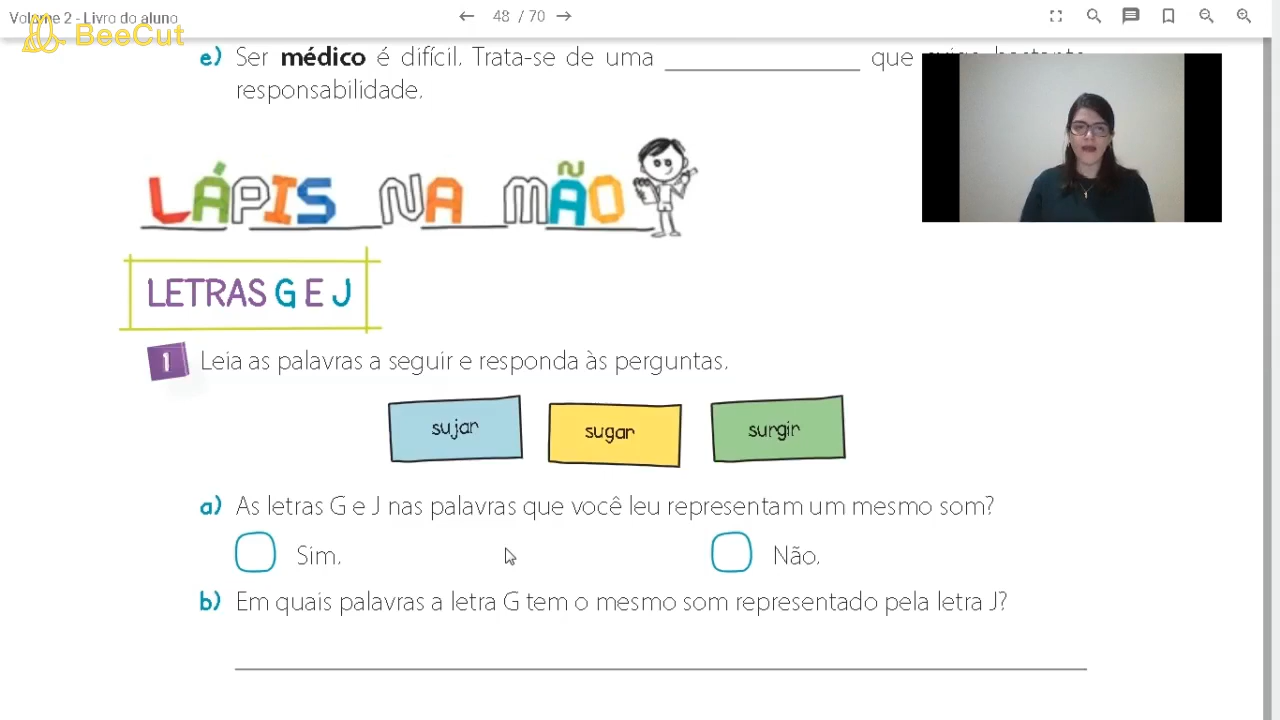 Volume 2 - Livro do aluno
48 / 70
BeeCut
e) Ser médico é difícil. Trata-se de uma ______________ que
responsabilidade.
LÁPIS NA MÃO
LETRAS G E J
1 Leia as palavras a seguir e responda às perguntas.
sujar sugar surgir
a) As letras G e J nas palavras que você leu representam um mesmo som?
Sim. Não.
b) Em quais palavras a letra G tem o mesmo som representado pela letra J?